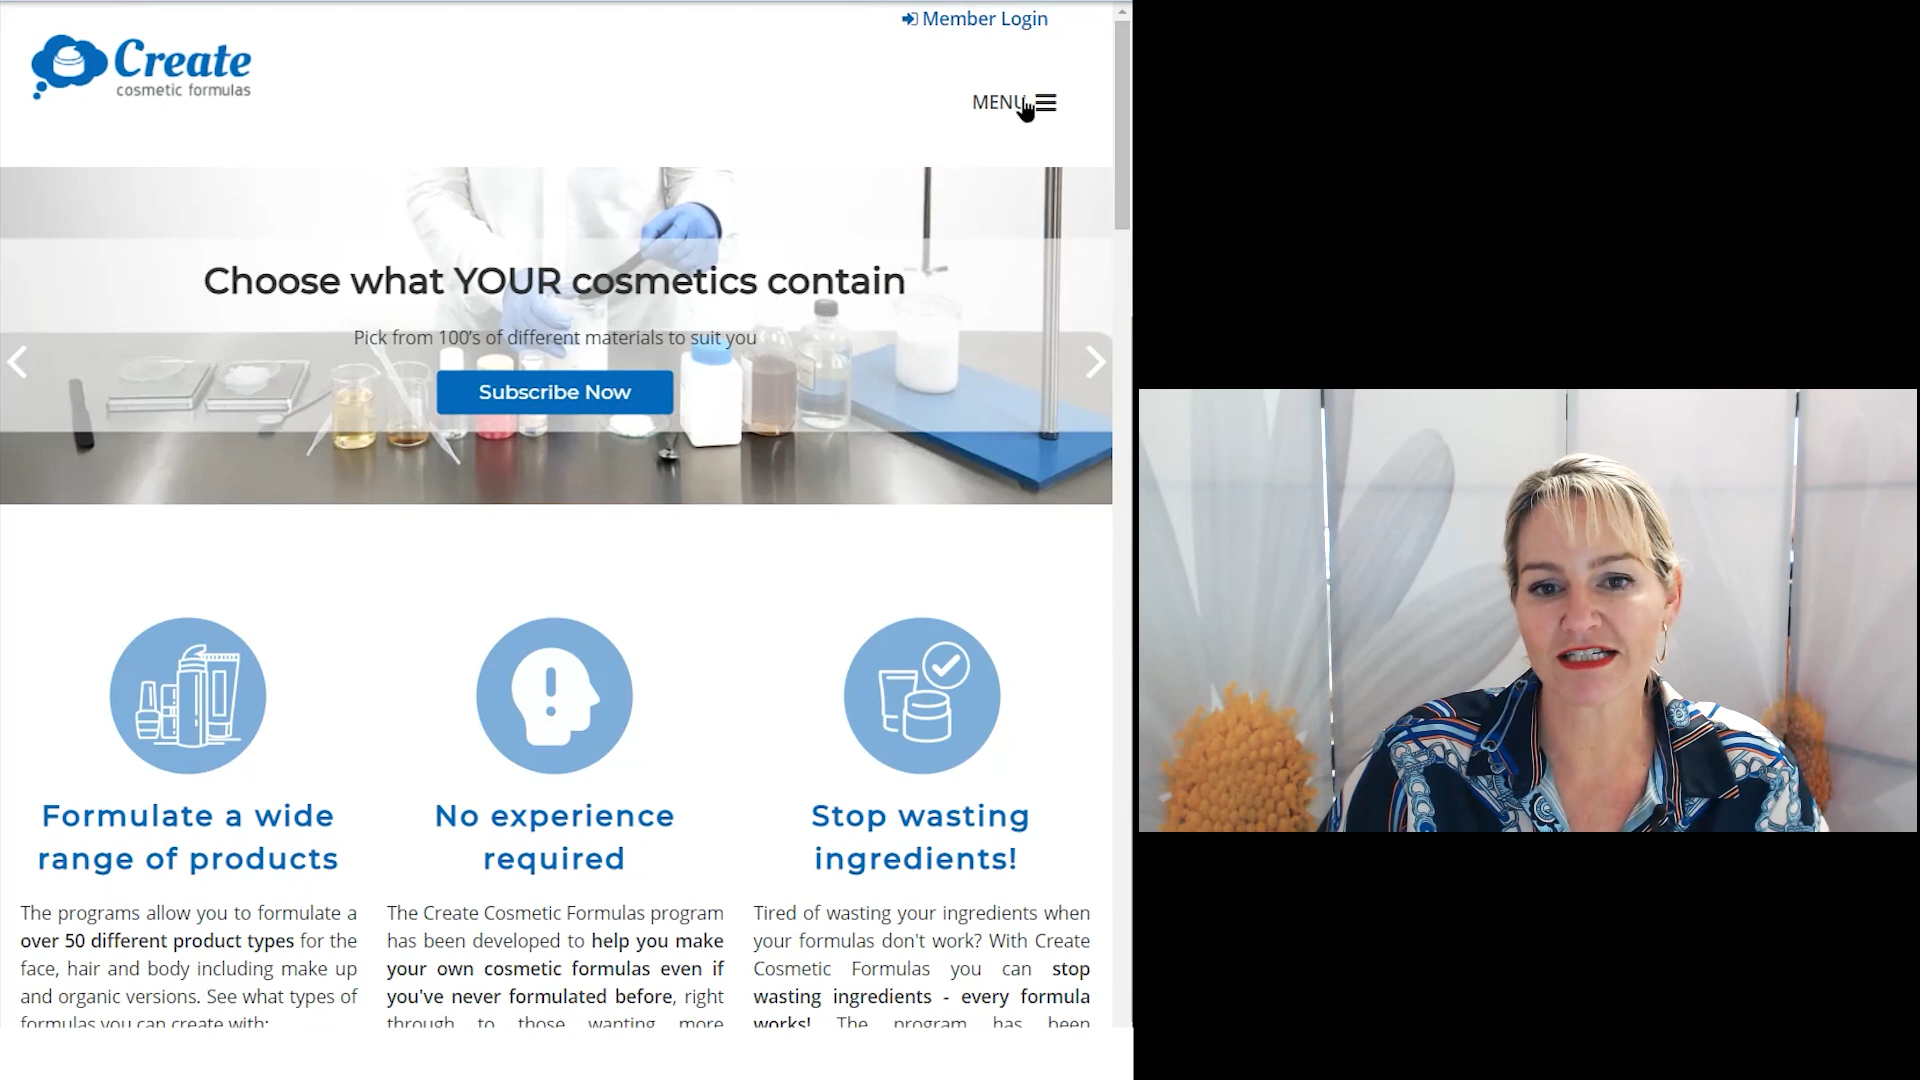 Member Login
Create
cosmetic formulas
MENU
Choose what YOUR cosmetics contain
Pick from 100's of different materials to suit you
Subscribe Now
Formulate a wide
range of products
The programs allow you to formulate a
over 50 different product types for the
face, hair and body including make up
and organic versions. See what types of
formulas you can create with:
No experience
required
The Create Cosmetic Formulas program
has been developed to help you make
your own cosmetic formulas even if
you've never formulated before, right
through to those wanting more
Stop wasting
ingredients!
Tired of wasting your ingredients when
your formulas don't work? With Create
Cosmetic Formulas you can stop
wasting ingredients - every formula
works! The program has been